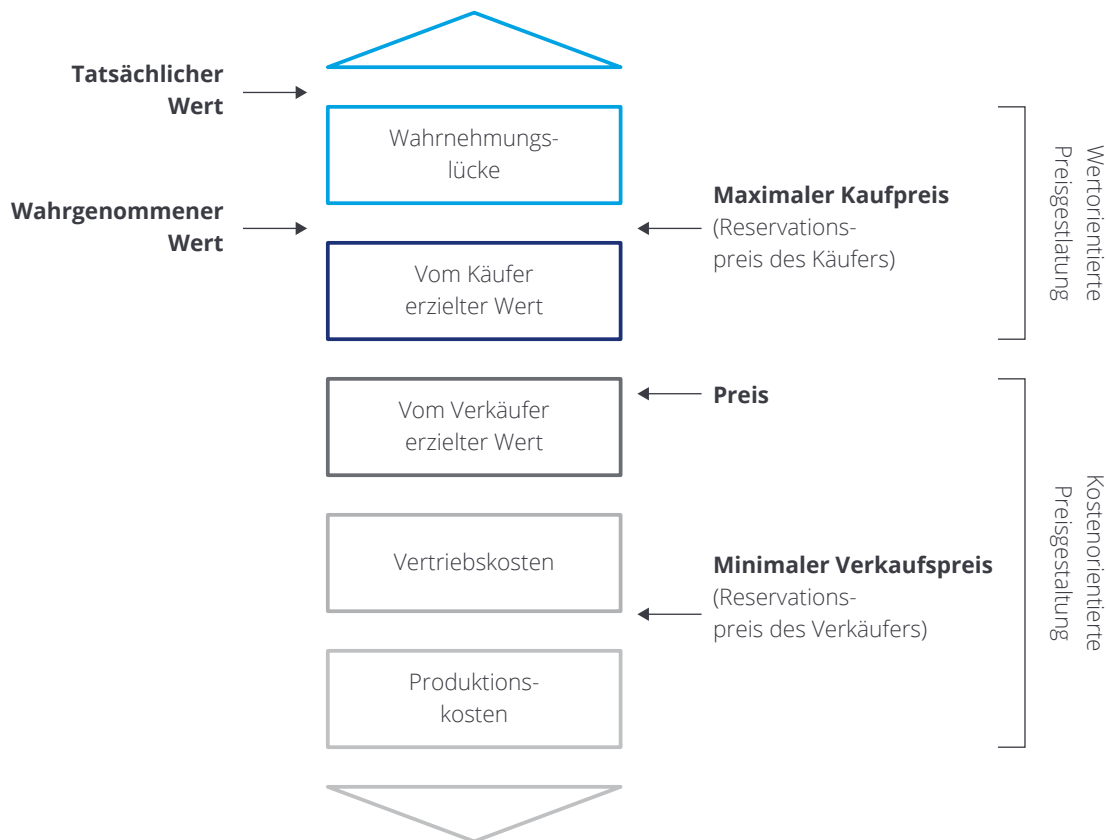 Tatsächlicher
Wert
Wahrnehmungs-
lücke
Wahrgenommener
Wert
Maximaler Kaufpreis
(Reservations-
preis des Käufers)
Wertorientierte
Preisgestlatung
Vom Käufer
erzielter Wert
Vom Verkäufer
erzielter Wert
Preis
Vertriebskosten
Minimaler Verkaufspreis
(Reservations-
preis des Verkäufers)
Kostenorientierte
Preisgestaltung
Produktions-
kosten